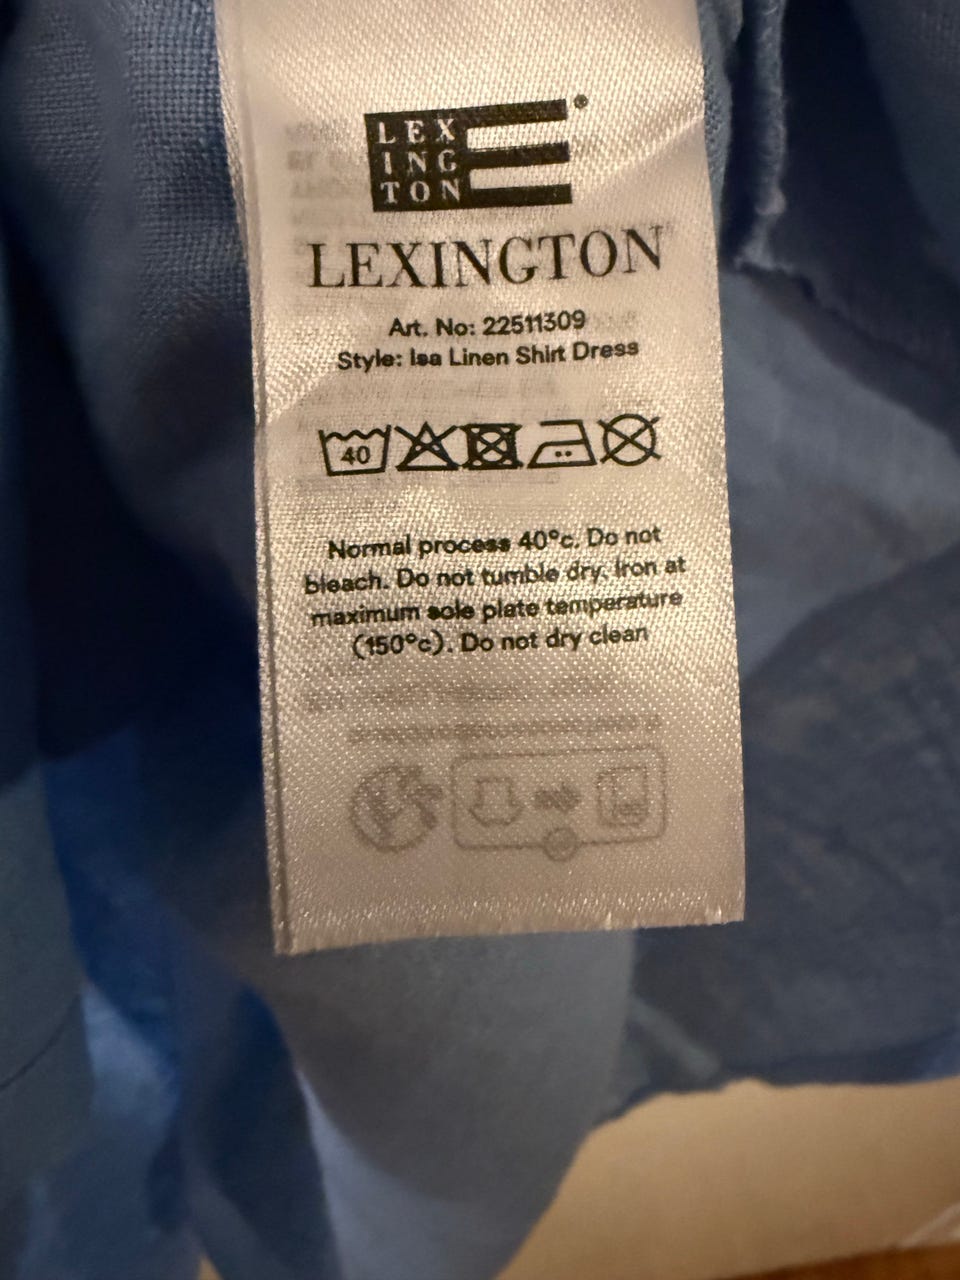 LEX
ING
TON
®
LEXINGTON
Art. No: 22511309
Style: Isa Linen Shirt Dress
40
Normal process 40°c. Do not
bleach. Do not tumble dry. Iron at
maximum sole plate temperature
(150°c). Do not dry clean